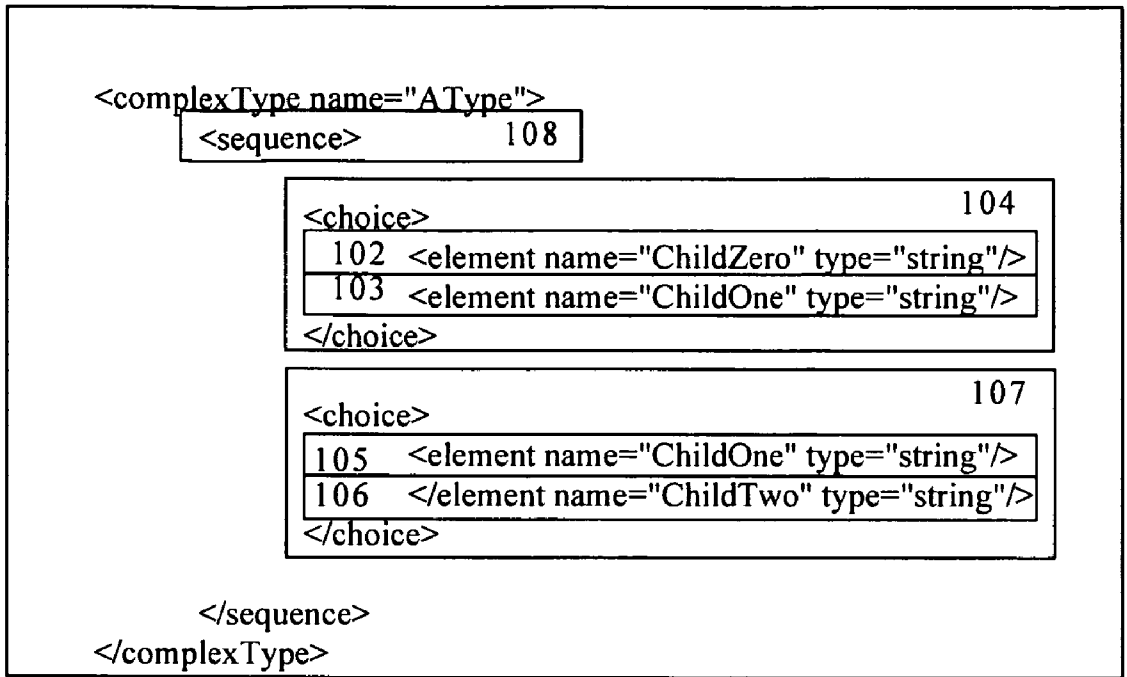 <complexType name="AType">
<sequence> 108
104
<choice>
102 <element name="ChildZero" type="string"/>
103 <element name="ChildOne" type="string"/>
</choice>
107
<choice>
105 <element name="ChildOne" type="string"/>
106 </element name="ChildTwo" type="string"/>
</choice>
</sequence>
</complexType>